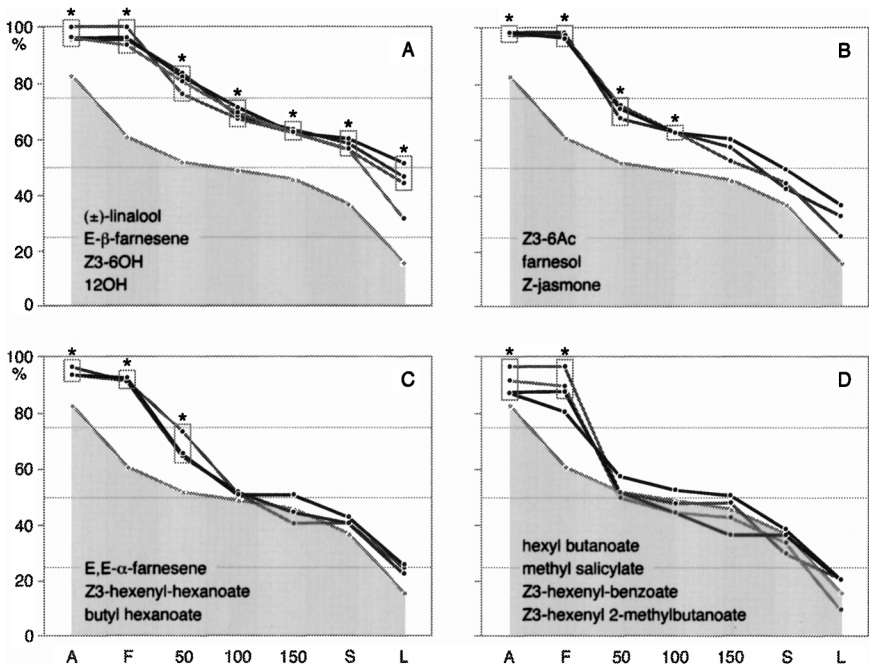 * * * * * * *
100
%
80
60
40
20
0
A
(±)-linalool
E-β-farnesene
Z3-6OH
12OH
* * * *
B
Z3-6Ac
farnesol
Z-jasmone
* * *
100
%
80
60
40
20
0
C
E,E-α-farnesene
Z3-hexenyl-hexanoate
butyl hexanoate
A F 50 100 150 S L
* *
D
hexyl butanoate
methyl salicylate
Z3-hexenyl-benzoate
Z3-hexenyl 2-methylbutanoate
A F 50 100 150 S L